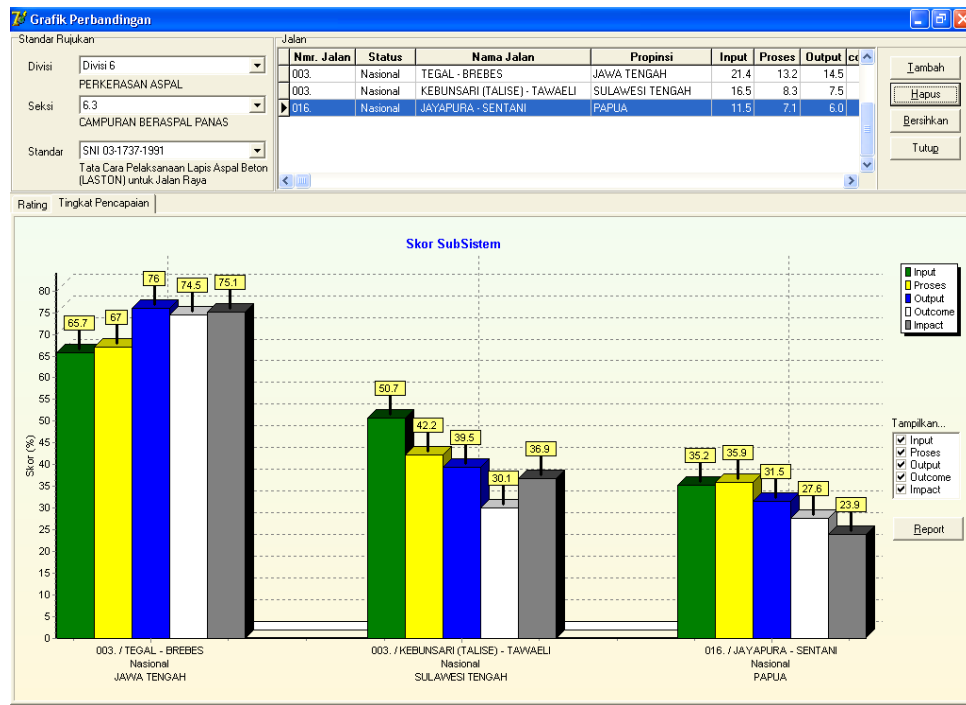 Grafik Perbandingan
Standar Rujukan
Divisi
Divisi 6
PERKERASAN ASPAL
Seksi
6.3
CAMPURAN BERASPAL PANAS
Standar
SNI 03-1737-1991
Tata Cara Pelaksanaan Lapis Aspal Beton
(LASTON) untuk Jalan Raya
Jalan
Nmr. Jalan Status Nama Jalan Propinsi Input Proses Output
003. Nasional TEGAL - BREBES JAWA TENGAH 21.4 13.2 14.5
003. Nasional KEBUNSARI (TALISE) - TAWAELI SULAWESI TENGAH 16.5 8.3 7.5
016. Nasional JAYAPURA - SENTANI PAPUA 11.5 7.1 6.0
Tambah
Hapus
Bersihkan
Tutup
Rating Tingkat Pencapaian
Skor SubSistem
Skor (%)
80
75
70
65
60
55
50
45
40
35
30
25
20
15
10
5
0
65.7 67 76 74.5 75.1
50.7 42.2 39.5 30.1 36.9
35.2 35.9 31.5 27.6 23.9
003. / TEGAL - BREBES
Nasional
JAWA TENGAH
003. / KEBUNSARI (TALISE) - TAWAELI
Nasional
SULAWESI TENGAH
016. / JAYAPURA - SENTANI
Nasional
PAPUA
Input
Proses
Output
Outcome
Impact
Tampilkan...
Input
Proses
Output
Outcome
Impact
Report